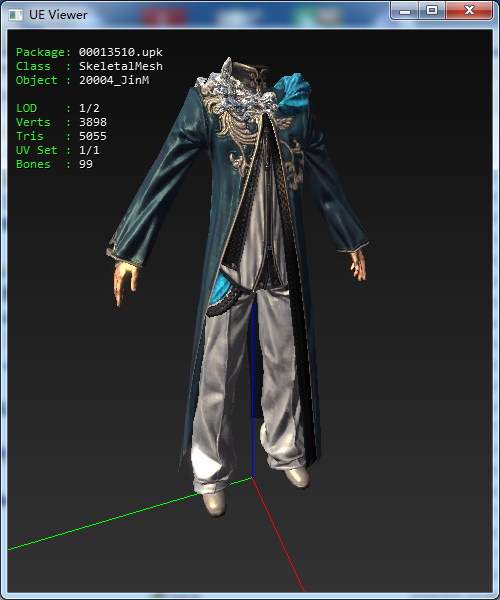 UE Viewer
Package: 00013510.upk
Class : SkeletalMesh
Object : 20004_JinM
LOD : 1/2
Verts : 3898
Tris : 5055
UV Set : 1/1
Bones : 99